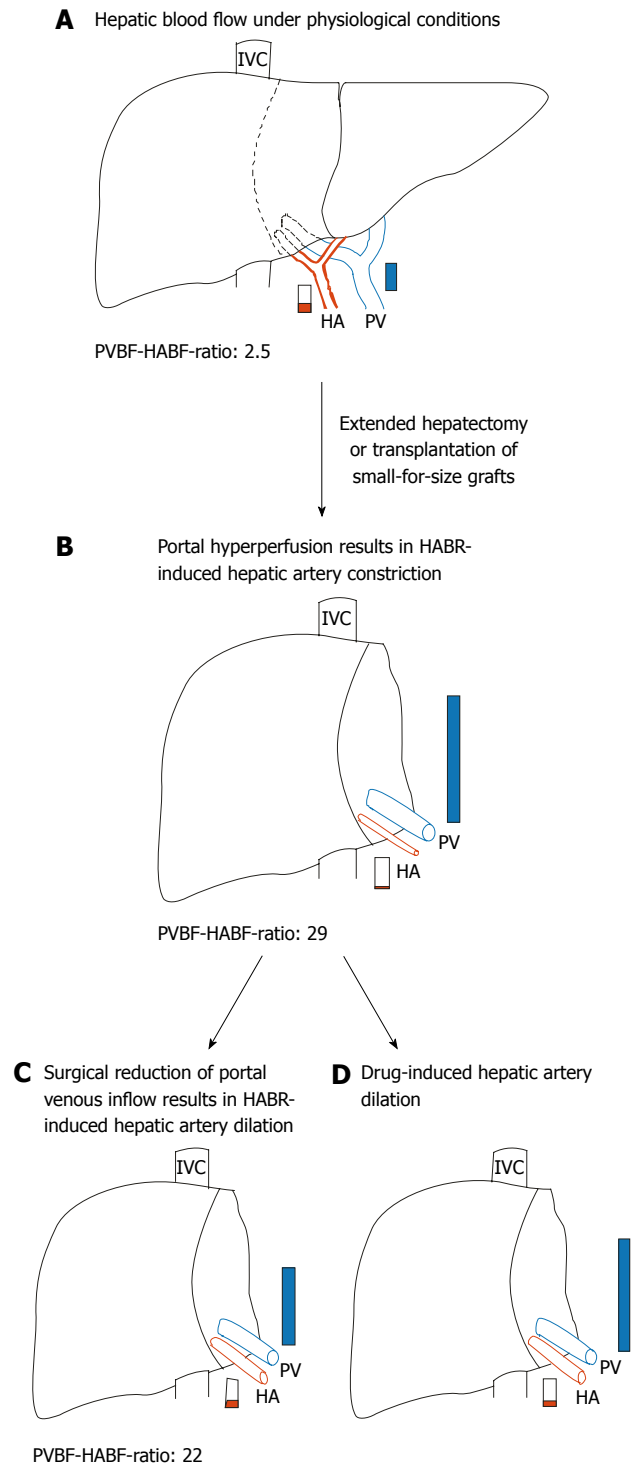 A Hepatic blood flow under physiological conditions
IVC
HA PV
PVBF-HABF-ratio: 2.5
Extended hepatectomy
or transplantation of
small-for-size grafts
B Portal hyperperfusion results in HABR-
induced hepatic artery constriction
IVC
PV
HA
PVBF-HABF-ratio: 29
C Surgical reduction of portal
venous inflow results in HABR-
induced hepatic artery dilation
IVC
PV
HA
PVBF-HABF-ratio: 22
D Drug-induced hepatic artery
dilation
IVC
PV
HA